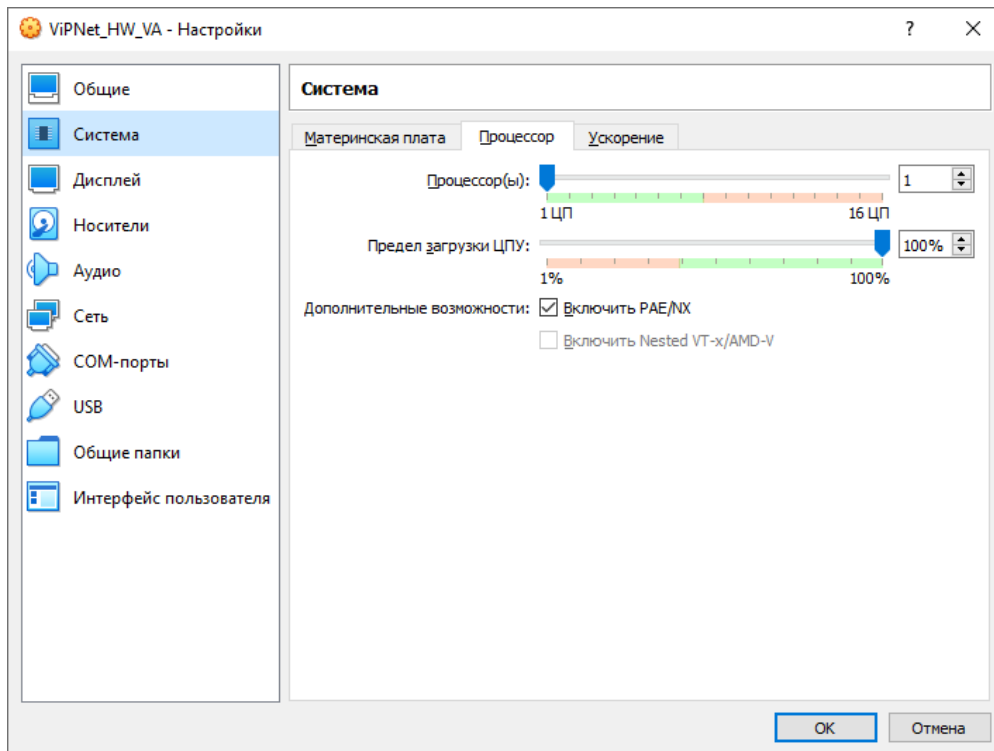 ViPNet_HW_VA - Настройки
?
Общие
Система
Дисплей
Носители
Аудио
Сеть
COM-порты
USB
Общие папки
Интерфейс пользователя
Система
Материнская плата Процессор Ускорение
Процессор(ы): 1
1 ЦП 16 ЦП
Предел загрузки ЦПУ: 100%
1% 100%
Дополнительные возможности: Включить PAE/NX
Включить Nested VT-x/AMD-V
OK Отмена